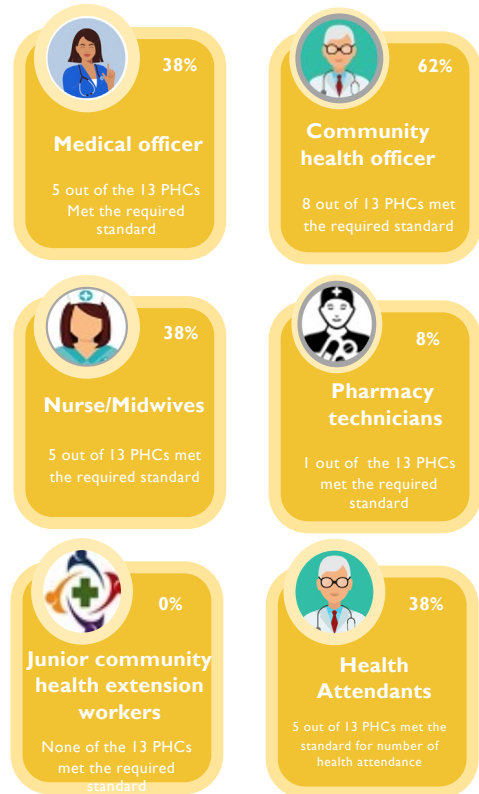 38%
Medical officer
5 out of the 13 PHCs
Met the required
standard
62%
Community
health officer
8 out of 13 PHCs met
the required standard
38%
Nurse/Midwives
5 out of 13 PHCs met
the required standard
8%
Pharmacy
technicians
1 out of the 13 PHCs
met the required
standard
0%
Junior community
health extension
workers
None of the 13 PHCs
met the required
standard
38%
Health
Attendants
5 out of 13 PHCs met the
standard for number of
health attendance